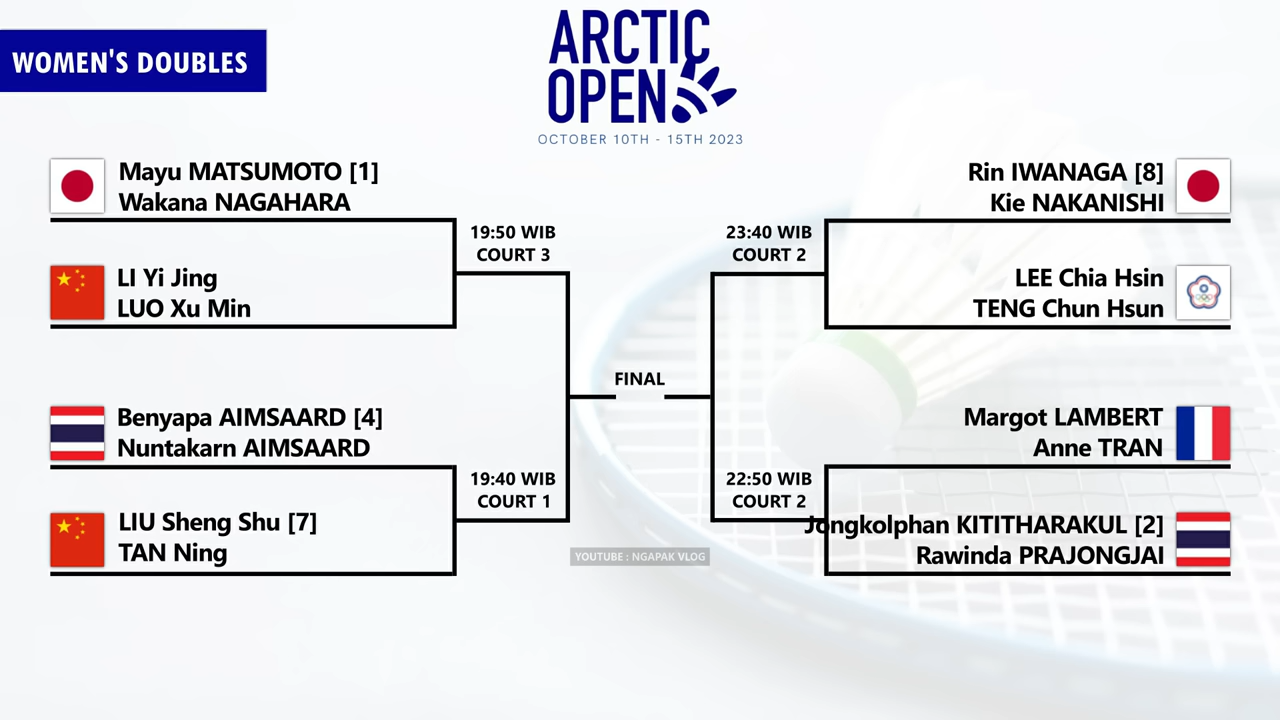 WOMEN'S DOUBLES
ARCTIC
OPEN
OCTOBER 10TH - 15TH 2023
Mayu MATSUMOTO [1]
Wakana NAGAHARA
19:50 WIB
COURT 3
LI Yi Jing
LUO Xu Min
Benyapa AIMSAARD [4]
Nuntakarn AIMSAARD
19:40 WIB
COURT 1
LIU Sheng Shu [7]
TAN Ning
FINAL
Rin IWANAGA [8]
Kie NAKANISHI
23:40 WIB
COURT 2
LEE Chia Hsin
TENG Chun Hsun
Margot LAMBERT
Anne TRAN
22:50 WIB
COURT 2
Jongkolphan KITITHARAKUL [2]
Rawinda PRAJONGJAI
YOUTUBE : NGAPAK VLOG